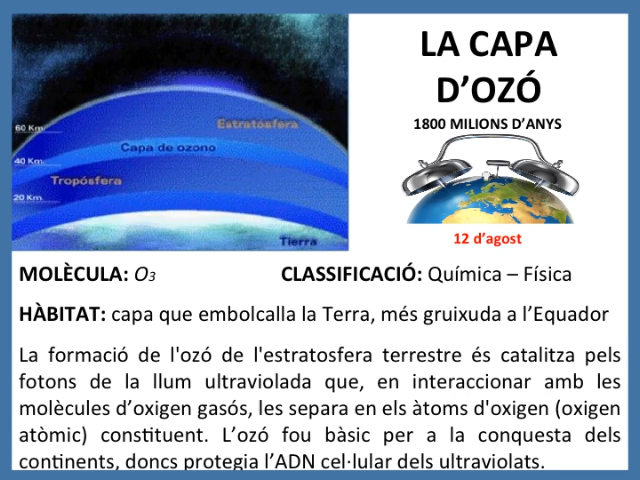 LA CAPA
D’OZÓ
1800 MILIONS D’ANYS
60 Km.
Estratósfera
Capa de ozono
40 Km.
Tropósfera
20 Km.
Tierra
12 d’agost
MOLÈCULA: O3 CLASSIFICACIÓ: Química – Física
HÀBITAT: capa que embolcalla la Terra, més gruixuda a l’Equador
La formació de l'ozó de l'estratosfera terrestre és catalitza pels
fotons de la llum ultraviolada que, en interaccionar amb les
molècules d’oxigen gasós, les separa en els àtoms d'oxigen (oxigen
atòmic) constituent. L’ozó fou bàsic per a la conquesta dels
continents, doncs protegia l’ADN cel·lular dels ultraviolats.